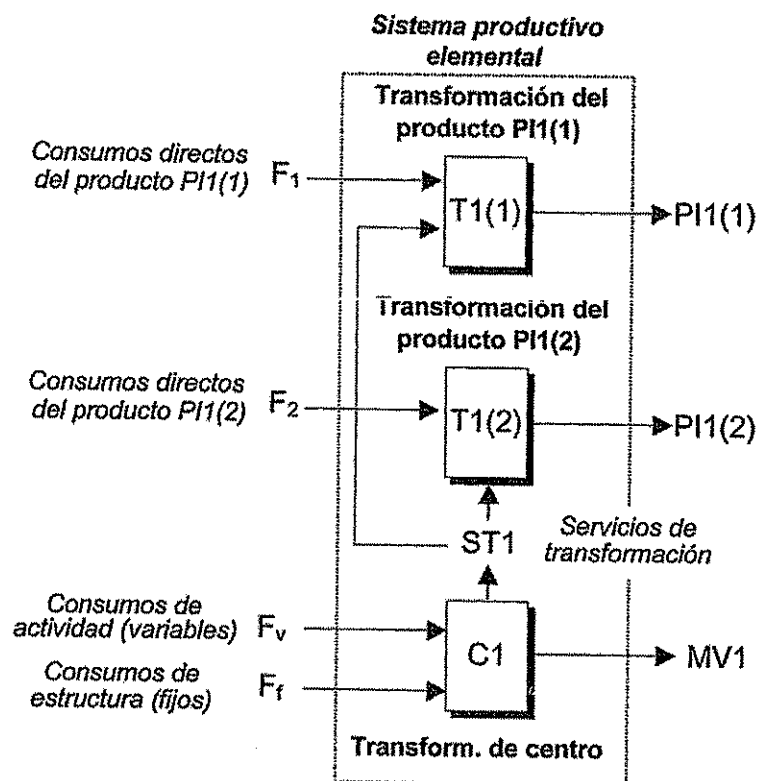 Sistema productivo
elemental
Transformación del
producto PI1(1)
Consumos directos
del producto PI1(1)
F1
T1(1)
PI1(1)
Transformación del
producto PI1(2)
Consumos directos
del producto PI1(2)
F2
T1(2)
PI1(2)
ST1
Servicios de
transformación
Consumos de
actividad (variables)
Fv
C1
MV1
Consumos de
estructura (fijos)
Ff
Transform. de centro